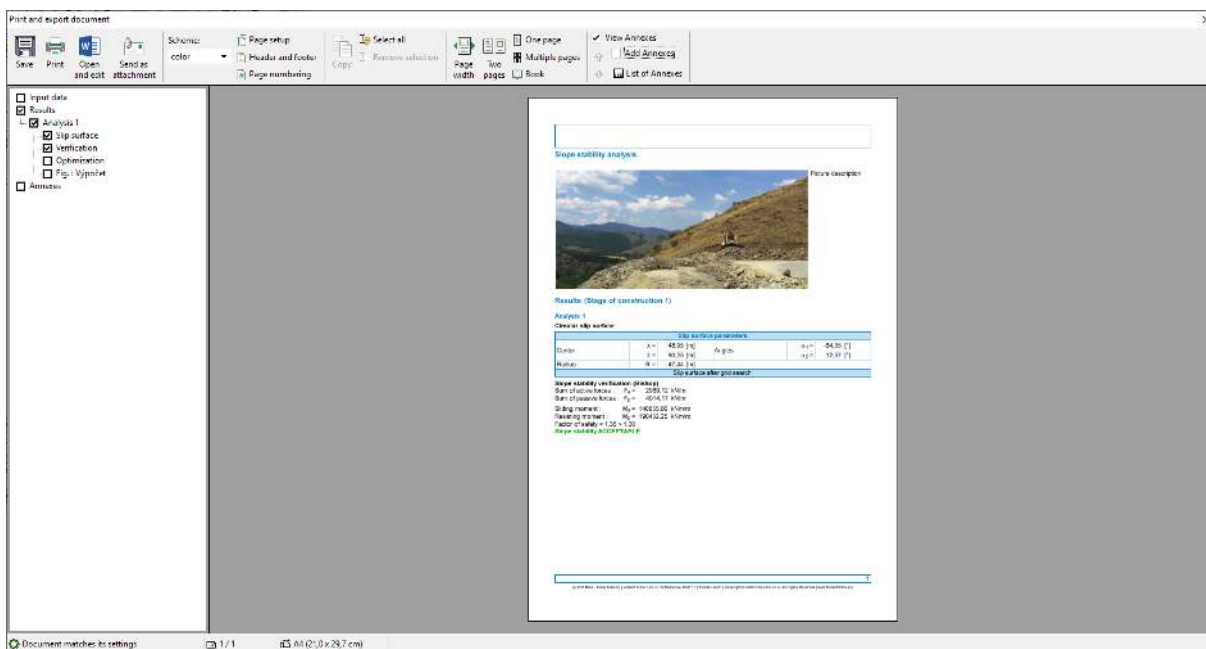 Print and export document
Save
Print
Open and edit
Send as attachment
Scheme:
color
Page setup
Header and footer
Page numbering
Copy
Select all
Remove selection
Page width
Two pages
One page
Multiple pages
Book
View Annexes
Add Annexes
List of Annexes
Input data
Results
Analysis 1
Slip surface
Verification
Optimization
Fig. : Výpočet
Annexes
Slope stability analysis
Picture description
Results (Stage of construction 1)
Analysis 1
Circular slip surface
Slip surface parameters
Center
x =
[m]
Angles
z =
[m]
Radius
R =
[m]
Slip surface after grid search
Slope stability verification (Bishop)
Sum of active forces :
kN/m
Sum of passive forces :
kN/m
Sliding moment :
kNm/m
Resisting moment :
kNm/m
Slope stability ACCEPTABLE
1
Document matches its settings
1 / 1
A4 (21,0 x 29,7 cm)